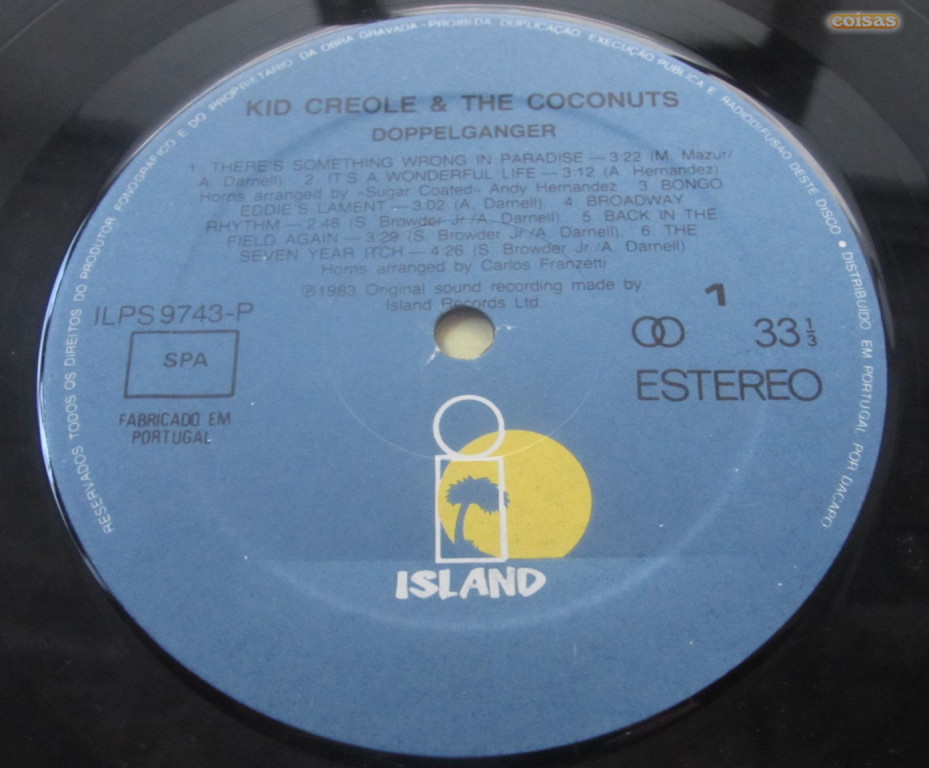 coisas
RESERVADOS TODOS OS DIREITOS DO PRODUTOR FONOGRÁFICO E DO PROPRIETÁRIO DA OBRA GRAVADA - PROIBIDA DUPLICAÇÃO, EXECUÇÃO PÚBLICA E RADIODIFUSÃO DESTE DISCO • DISTRIBUIDO EM PORTUGAL POR DACAPO
KID CREOLE & THE COCONUTS
DOPPELGANGER
1. THERE'S SOMETHING WRONG IN PARADISE — 3:22 (M. Mazur/
A. Darnell) 2. IT'S A WONDERFUL LIFE — 3:12 (A. Hernandez)
Horns arranged by «Sugar Coated» Andy Hernandez 3. BONGO
EDDIE'S LAMENT — 3:02 (A. Darnell) 4. BROADWAY
RHYTHM — 2:48 (S. Browder Jr./A. Darnell) 5. BACK IN THE
FIELD AGAIN — 3:29 (S. Browder Jr./A. Darnell). 6. THE
SEVEN YEAR ITCH — 4:26 (S. Browder Jr./A. Darnell)
Horns arranged by Carlos Franzetti
℗1983 Original sound recording made by
Island Records Ltd.
ILPS 9743-P
1
SPA
33 1/3
FABRICADO EM
PORTUGAL
ESTEREO
ISLAND